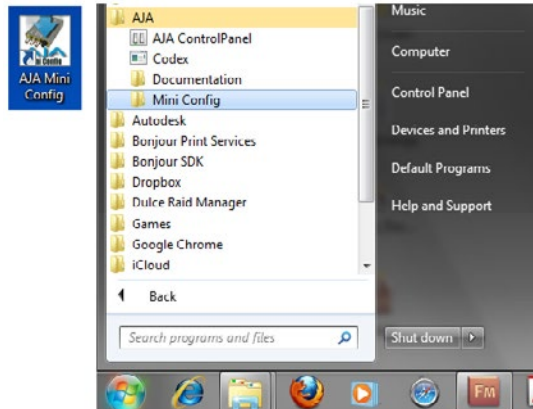 AJA Mini
Config
AJA
AJA ControlPanel
Codex
Documentation
Mini Config
Autodesk
Bonjour Print Services
Bonjour SDK
Dropbox
Dulce Raid Manager
Games
Google Chrome
iCloud
Back
Search programs and files
Music
Computer
Control Panel
Devices and Printers
Default Programs
Help and Support
Shut down
FM